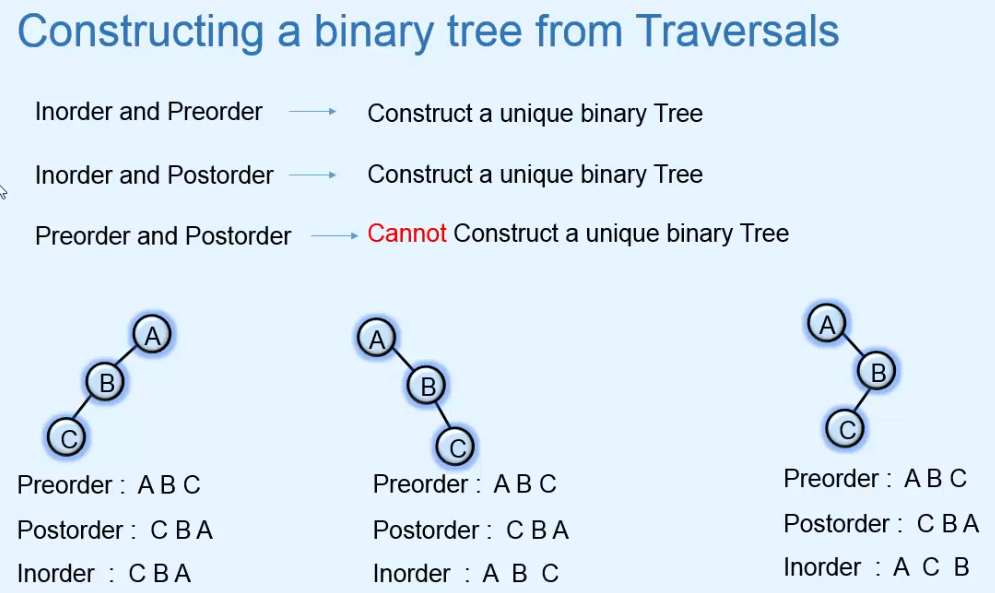 Constructing a binary tree from Traversals
Inorder and Preorder Construct a unique binary Tree
Inorder and Postorder Construct a unique binary Tree
Preorder and Postorder Cannot Construct a unique binary Tree
A
B
C
Preorder : A B C
Postorder : C B A
Inorder : C B A
A
B
C
Preorder : A B C
Postorder : C B A
Inorder : A B C
A
B
C
Preorder : A B C
Postorder : C B A
Inorder : A C B